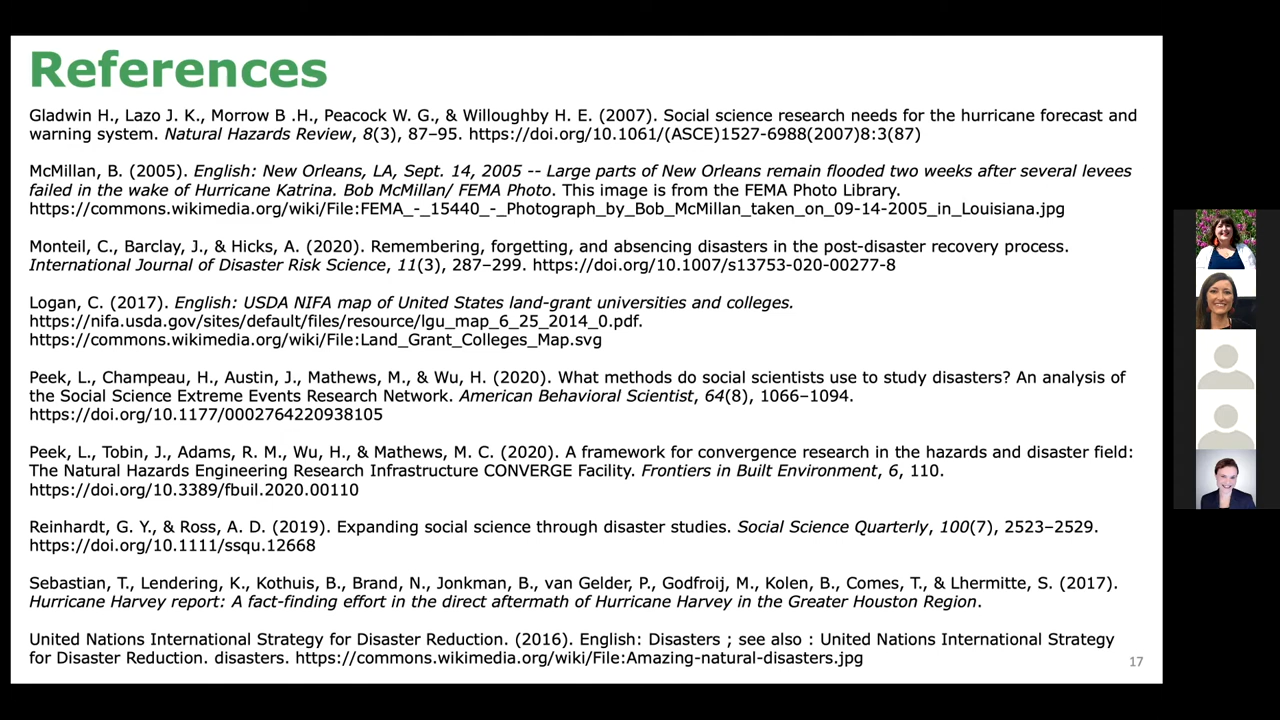 References
Gladwin H., Lazo J. K., Morrow B .H., Peacock W. G., & Willoughby H. E. (2007). Social science research needs for the hurricane forecast and
warning system. Natural Hazards Review, 8(3), 87–95. https://doi.org/10.1061/(ASCE)1527-6988(2007)8:3(87)
McMillan, B. (2005). English: New Orleans, LA, Sept. 14, 2005 -- Large parts of New Orleans remain flooded two weeks after several levees
failed in the wake of Hurricane Katrina. Bob McMillan/ FEMA Photo. This image is from the FEMA Photo Library.
https://commons.wikimedia.org/wiki/File:FEMA_-_15440_-_Photograph_by_Bob_McMillan_taken_on_09-14-2005_in_Louisiana.jpg
Monteil, C., Barclay, J., & Hicks, A. (2020). Remembering, forgetting, and absencing disasters in the post-disaster recovery process.
International Journal of Disaster Risk Science, 11(3), 287–299. https://doi.org/10.1007/s13753-020-00277-8
Logan, C. (2017). English: USDA NIFA map of United States land-grant universities and colleges.
https://nifa.usda.gov/sites/default/files/resource/lgu_map_6_25_2014_0.pdf.
https://commons.wikimedia.org/wiki/File:Land_Grant_Colleges_Map.svg
Peek, L., Champeau, H., Austin, J., Mathews, M., & Wu, H. (2020). What methods do social scientists use to study disasters? An analysis of
the Social Science Extreme Events Research Network. American Behavioral Scientist, 64(8), 1066–1094.
https://doi.org/10.1177/0002764220938105
Peek, L., Tobin, J., Adams, R. M., Wu, H., & Mathews, M. C. (2020). A framework for convergence research in the hazards and disaster field:
The Natural Hazards Engineering Research Infrastructure CONVERGE Facility. Frontiers in Built Environment, 6, 110.
https://doi.org/10.3389/fbuil.2020.00110
Reinhardt, G. Y., & Ross, A. D. (2019). Expanding social science through disaster studies. Social Science Quarterly, 100(7), 2523–2529.
https://doi.org/10.1111/ssqu.12668
Sebastian, T., Lendering, K., Kothuis, B., Brand, N., Jonkman, B., van Gelder, P., Godfroij, M., Kolen, B., Comes, T., & Lhermitte, S. (2017).
Hurricane Harvey report: A fact-finding effort in the direct aftermath of Hurricane Harvey in the Greater Houston Region.
United Nations International Strategy for Disaster Reduction. (2016). English: Disasters ; see also : United Nations International Strategy
for Disaster Reduction. disasters. https://commons.wikimedia.org/wiki/File:Amazing-natural-disasters.jpg
17